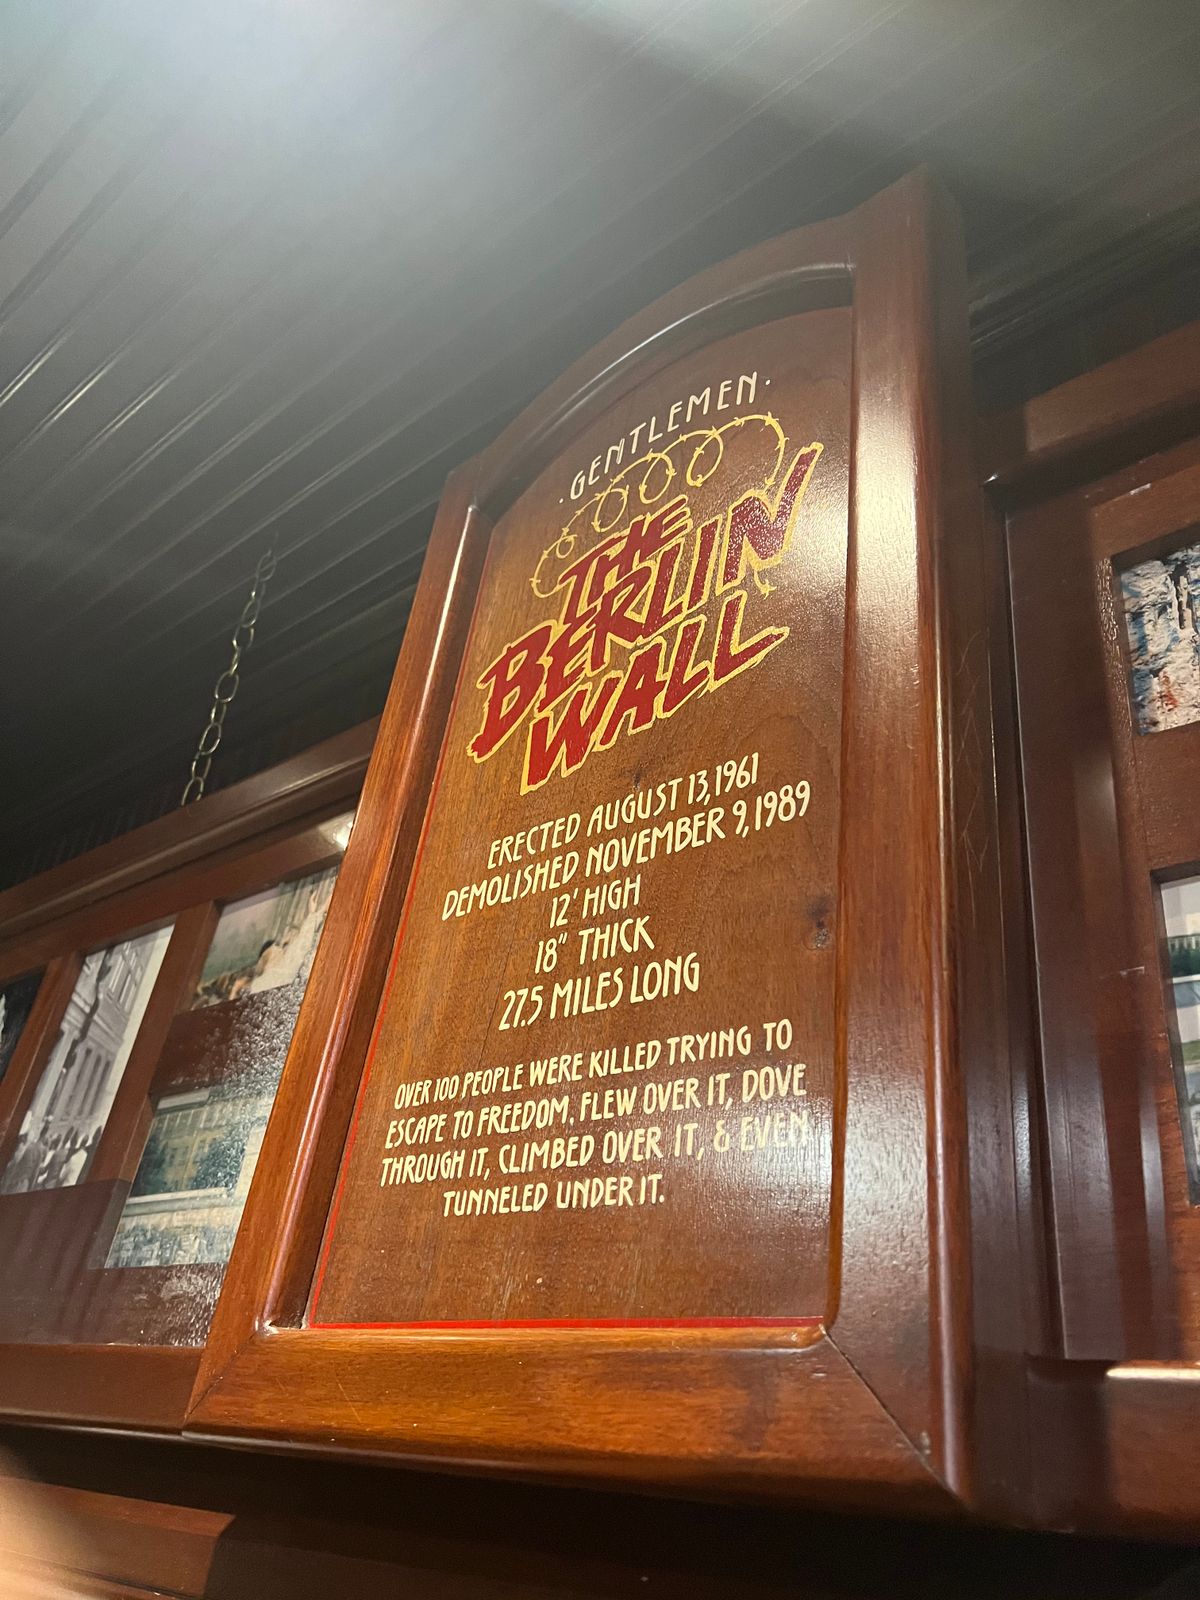 ·GENTLEMEN·
THE
BERLIN
WALL
ERECTED AUGUST 13, 1961
DEMOLISHED NOVEMBER 9, 1989
12' HIGH
18" THICK
27.5 MILES LONG
OVER 100 PEOPLE WERE KILLED TRYING TO
ESCAPE TO FREEDOM. FLEW OVER IT, DOVE
THROUGH IT, CLIMBED OVER IT, & EVEN
TUNNELED UNDER IT.